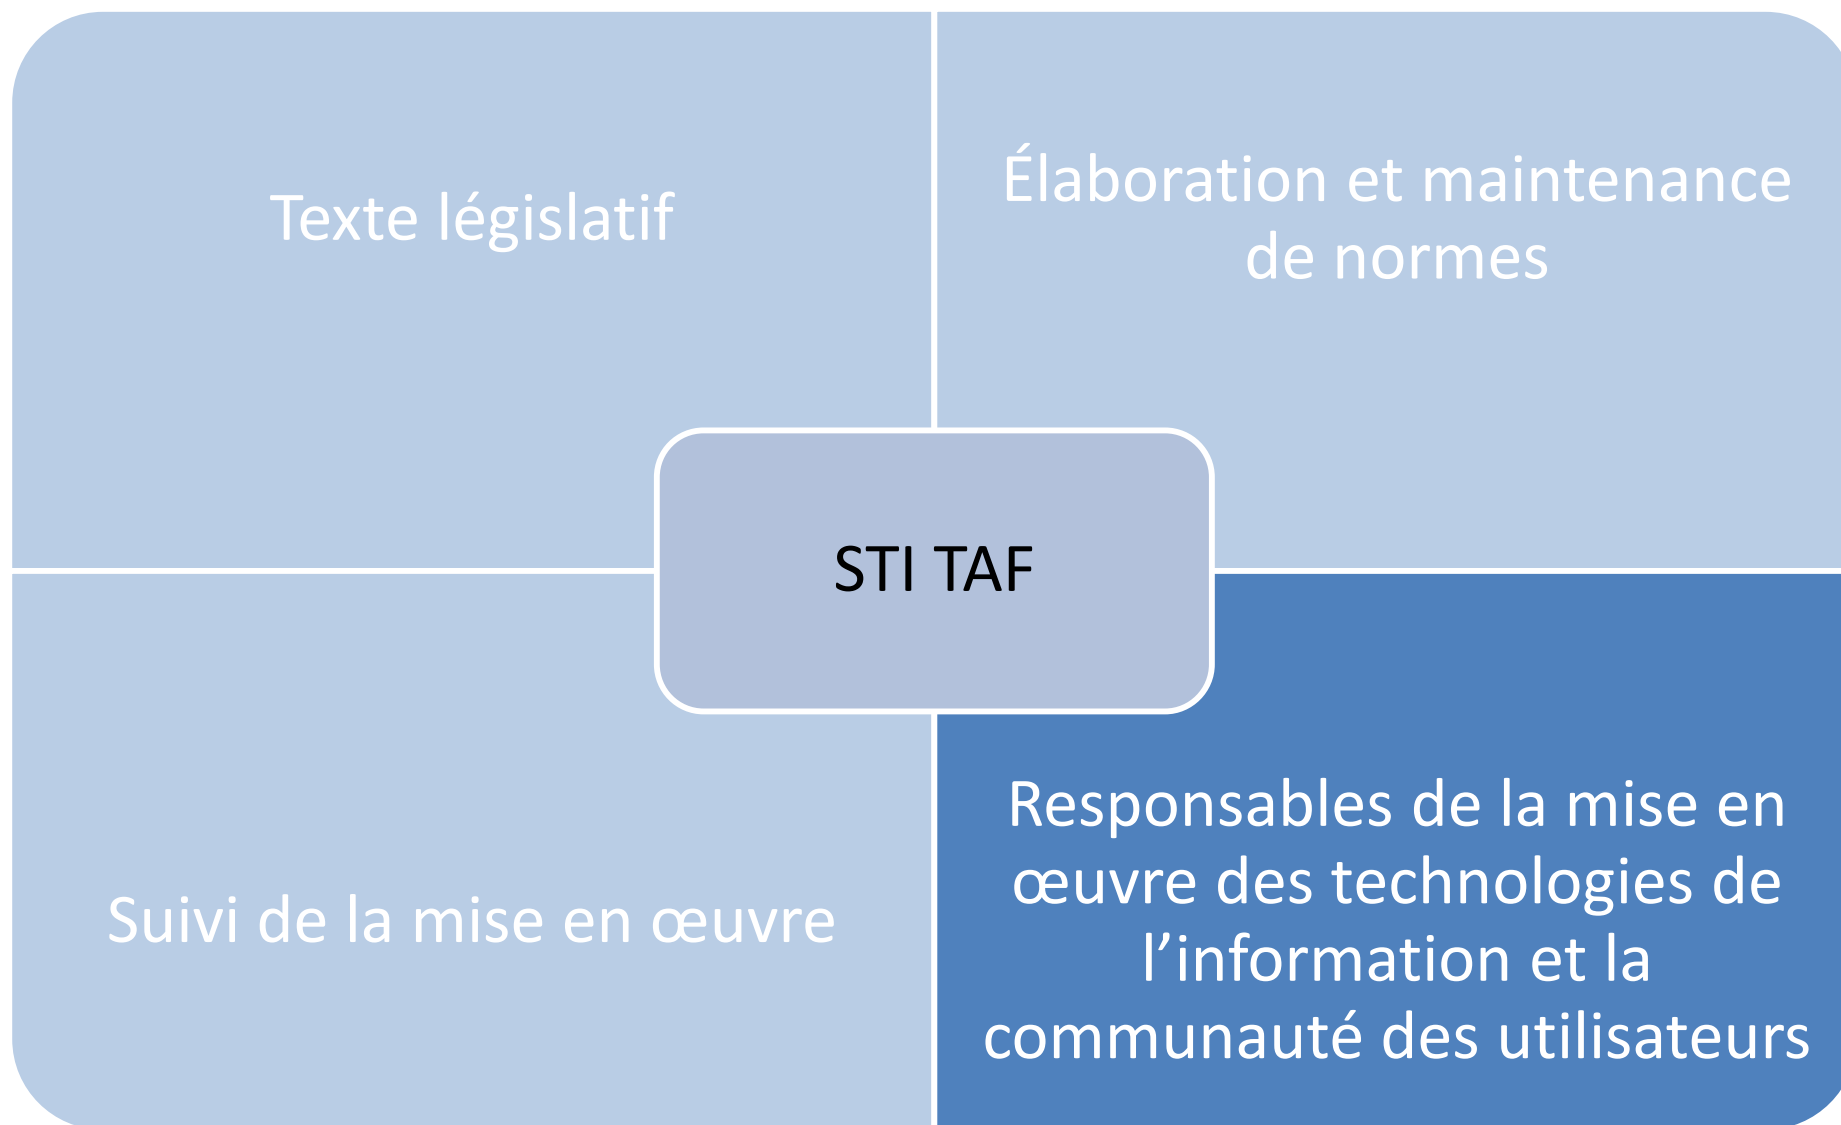 Texte législatif
Élaboration et maintenance
de normes
STI TAF
Suivi de la mise en œuvre
Responsables de la mise en
œuvre des technologies de
l’information et la
communauté des utilisateurs